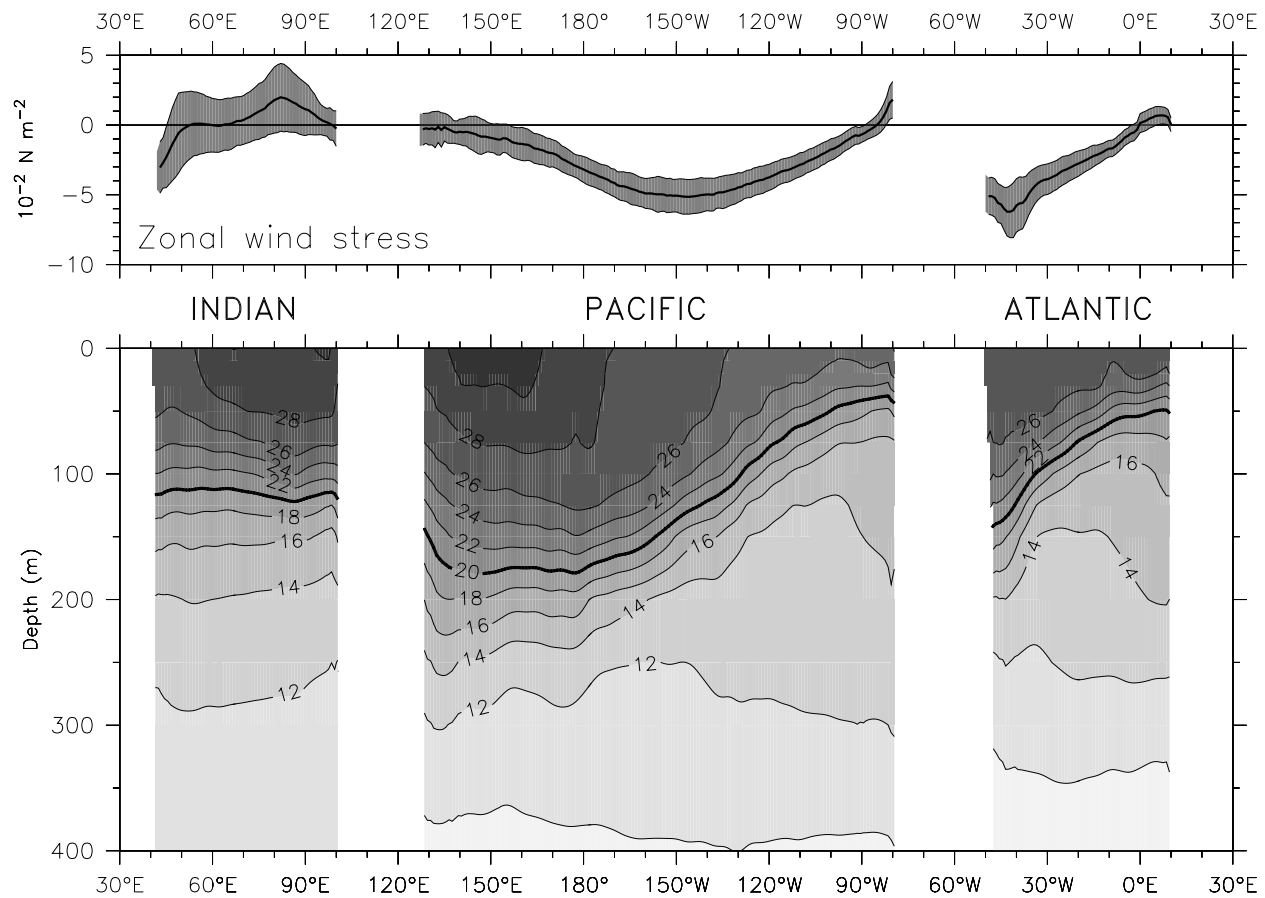 30°E 60°E 90°E 120°E 150°E 180° 150°W 120°W 90°W 60°W 30°W 0°E 30°E
5
0
−5
−10
10⁻² N m⁻²
Zonal wind stress
INDIAN PACIFIC ATLANTIC
0
100
200
300
400
Depth (m)
28 26 24 22 18 16 14 12
28 26 24 22 20 18 16 14 12
26 24 16 14 12
26 24 22 16 14 14
30°E 60°E 90°E 120°E 150°E 180° 150°W 120°W 90°W 60°W 30°W 0°E 30°E